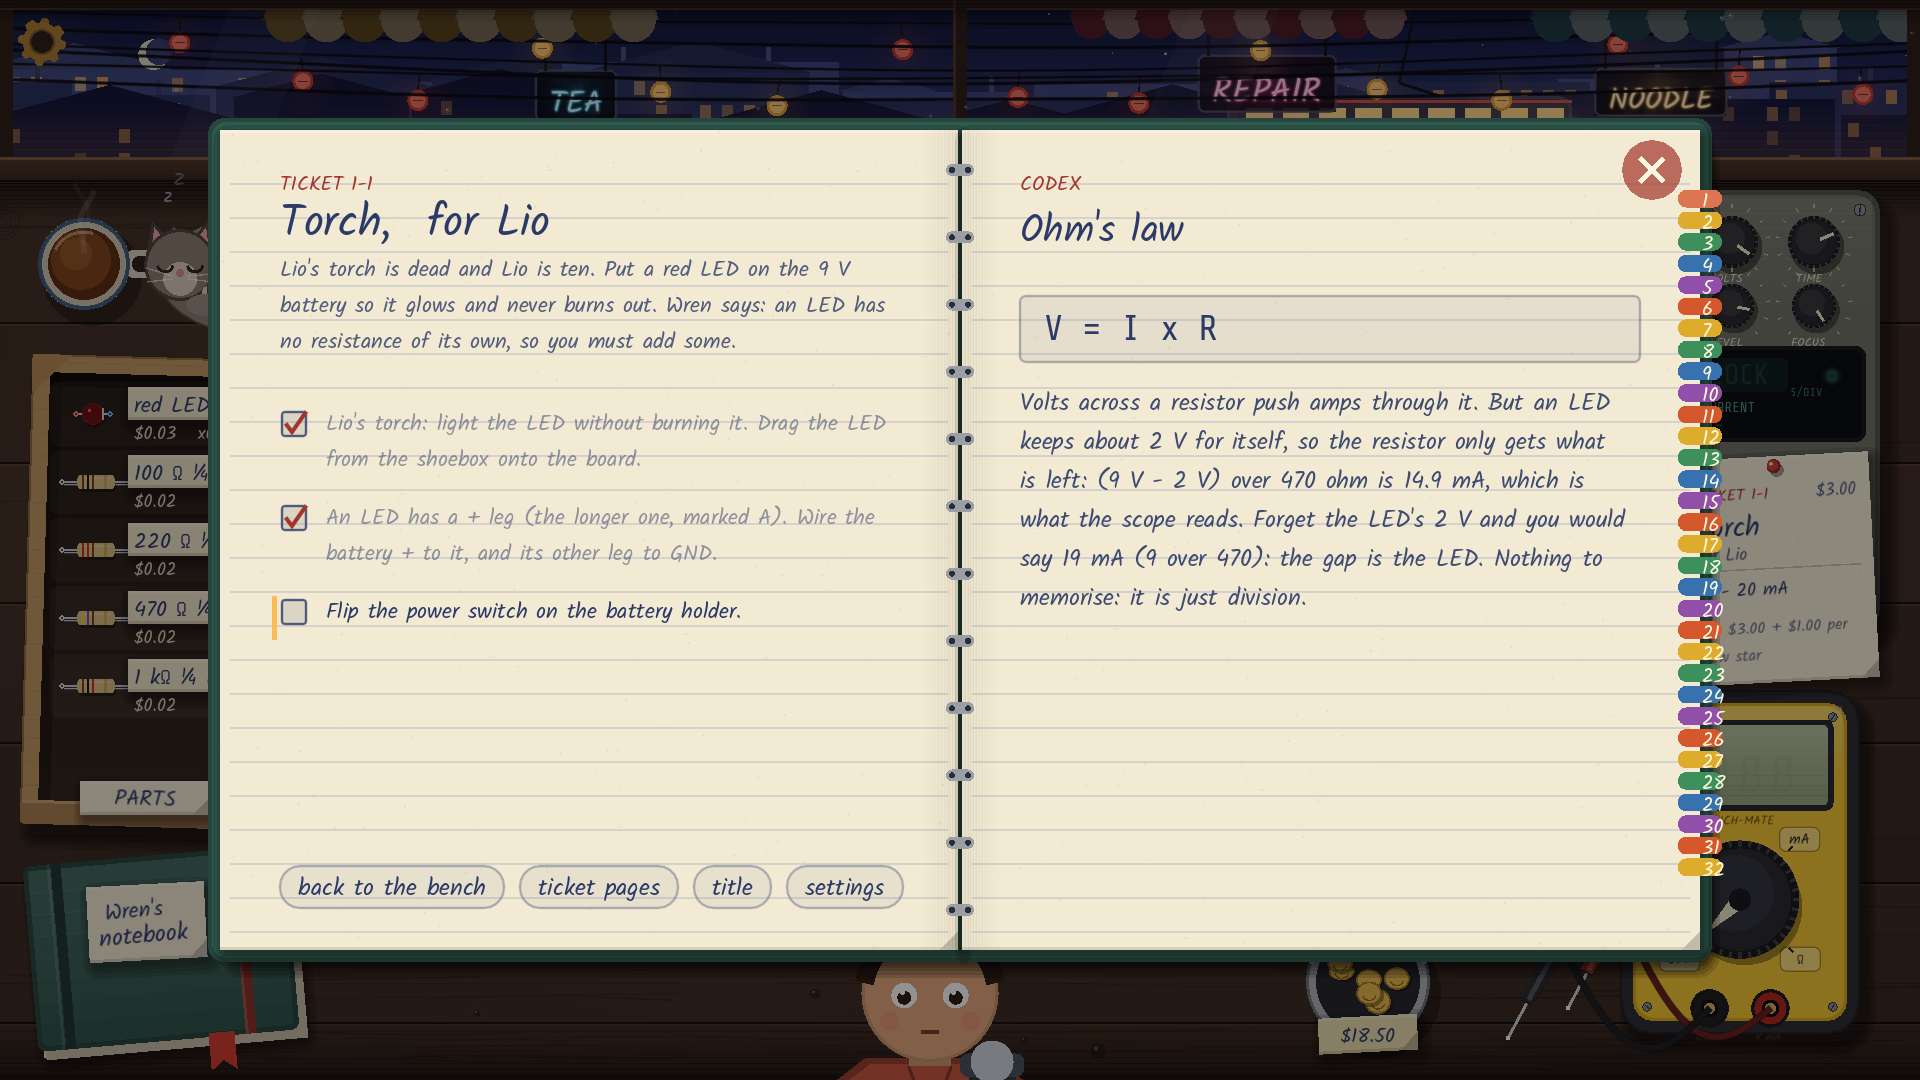 TEA
REPAIR
NOODLE
z
z
TICKET 1-1
Torch, for Lio
Lio's torch is dead and Lio is ten. Put a red LED on the 9 V
battery so it glows and never burns out. Wren says: an LED has
no resistance of its own, so you must add some.
Lio's torch: light the LED without burning it. Drag the LED
from the shoebox onto the board.
An LED has a + leg (the longer one, marked A). Wire the
battery + to it, and its other leg to GND.
Flip the power switch on the battery holder.
back to the bench
ticket pages
title
settings
CODEX
Ohm's law
V = I x R
Volts across a resistor push amps through it. But an LED
keeps about 2 V for itself, so the resistor only gets what
is left: (9 V - 2 V) over 470 ohm is 14.9 mA, which is
what the scope reads. Forget the LED's 2 V and you would
say 19 mA (9 over 470): the gap is the LED. Nothing to
memorise: it is just division.
1
2
3
4
5
6
7
8
9
10
11
12
13
14
15
16
17
18
19
20
21
22
23
24
25
26
27
28
29
30
31
32
red LED
$0.03
100 Ω ¼
$0.02
220 Ω
$0.02
470 Ω ¼
$0.02
1 kΩ ¼
$0.02
PARTS
Wren's
notebook
TIME
FOCUS
5/DIV
$3.00
Lio
20 mA
$3.00 + $1.00 per
star
mA
Ω
$18.50